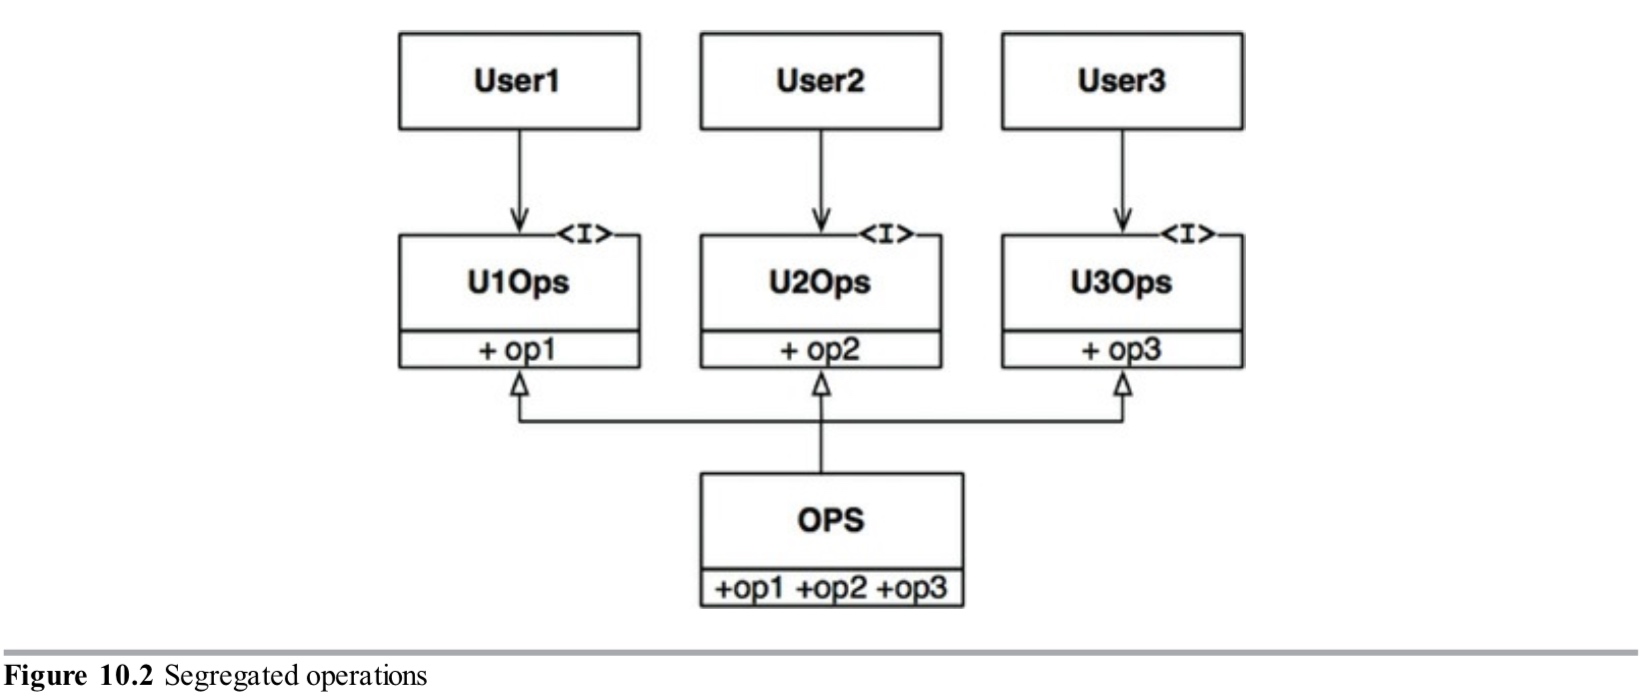 User1 User2 User3
<I> <I> <I>
U1Ops U2Ops U3Ops
+ op1 + op2 + op3
OPS
+op1 +op2 +op3
Figure 10.2 Segregated operations